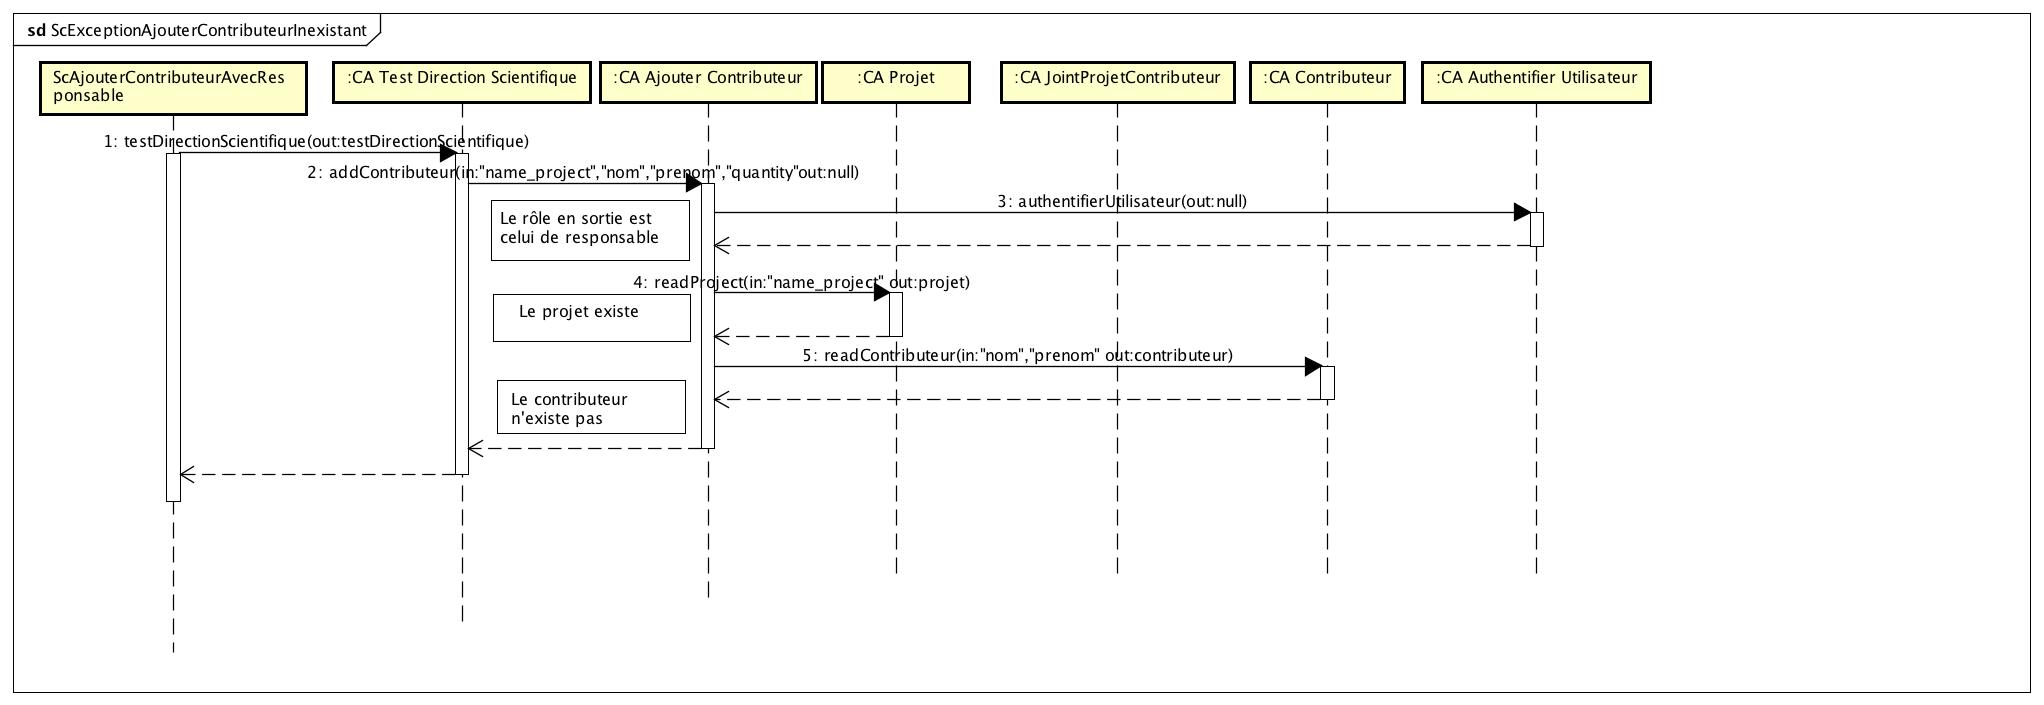 sd ScExceptionAjouterContributeurInexistant
ScAjouterContributeurAvecRes
ponsable
:CA Test Direction Scientifique
:CA Ajouter Contributeur
:CA Projet
:CA JointProjetContributeur
:CA Contributeur
:CA Authentifier Utilisateur
1: testDirectionScientifique(out:testDirectionScientifique)
2: addContributeur(in:"name_project","nom","prenom","quantity"out:null)
3: authentifierUtilisateur(out:null)
Le rôle en sortie est
celui de responsable
4: readProject(in:"name_project" out:projet)
Le projet existe
5: readContributeur(in:"nom","prenom" out:contributeur)
Le contributeur
n'existe pas